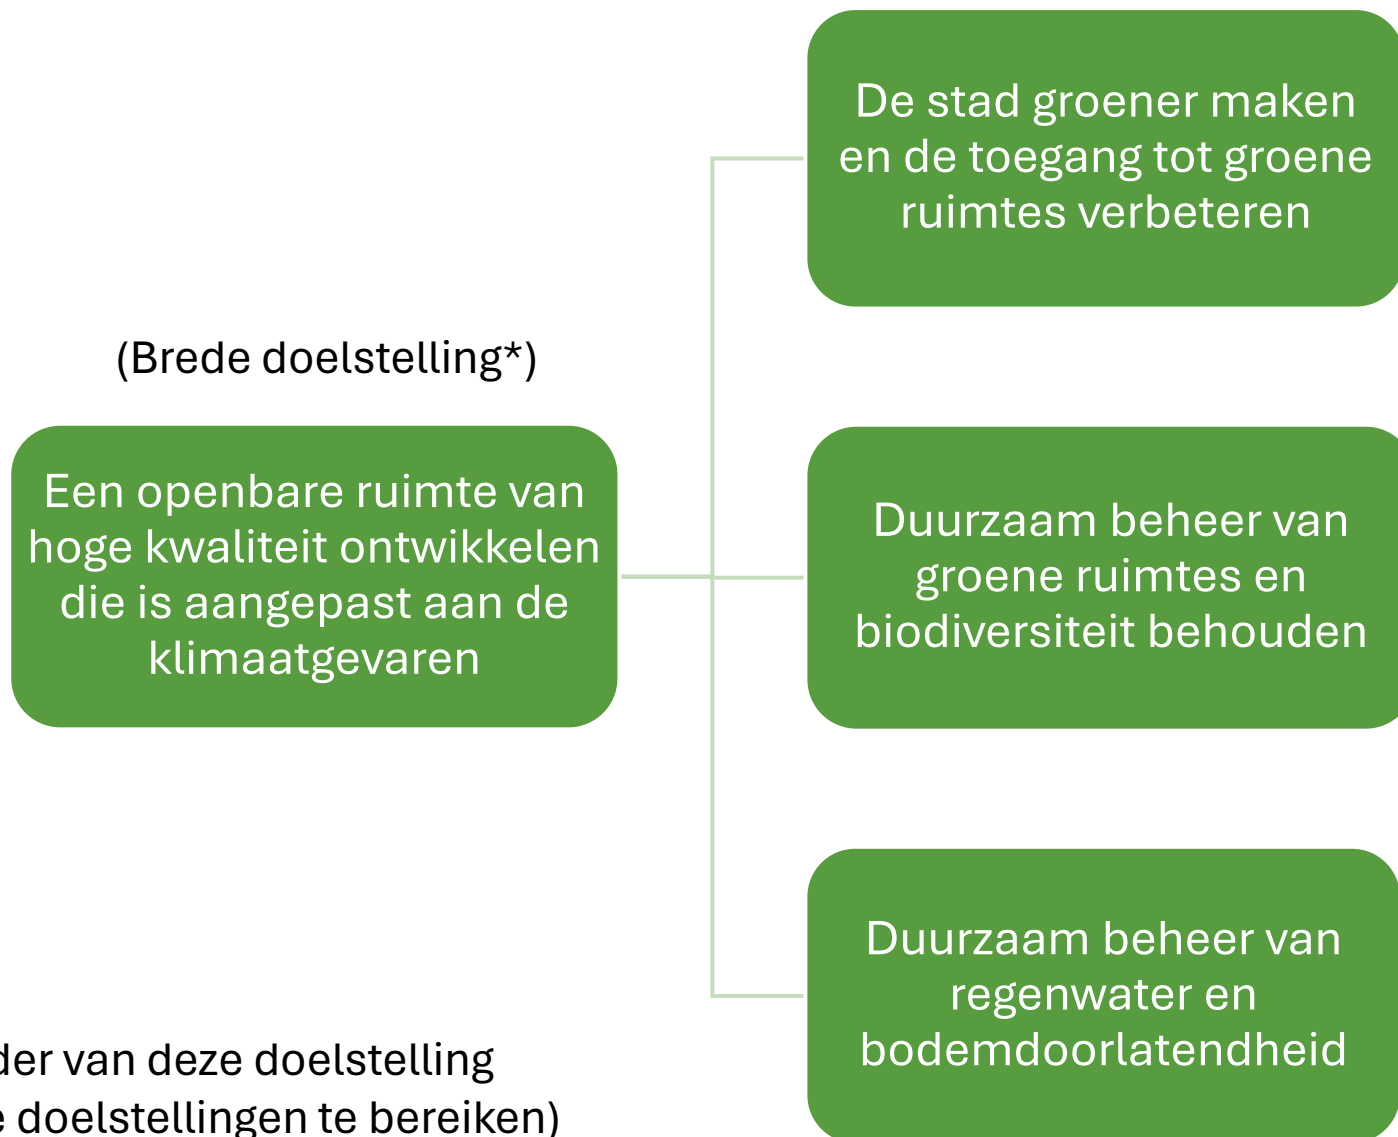 De stad groener maken
en de toegang tot groene
ruimtes verbeteren
(Brede doelstelling*)
Een openbare ruimte van
hoge kwaliteit ontwikkelen
die is aangepast aan de
klimaatgevaren
Duurzaam beheer van
groene ruimtes en
biodiversiteit behouden
Duurzaam beheer van
regenwater en
bodemdoorlatendheid
van deze doelstelling
doelstellingen te bereiken)